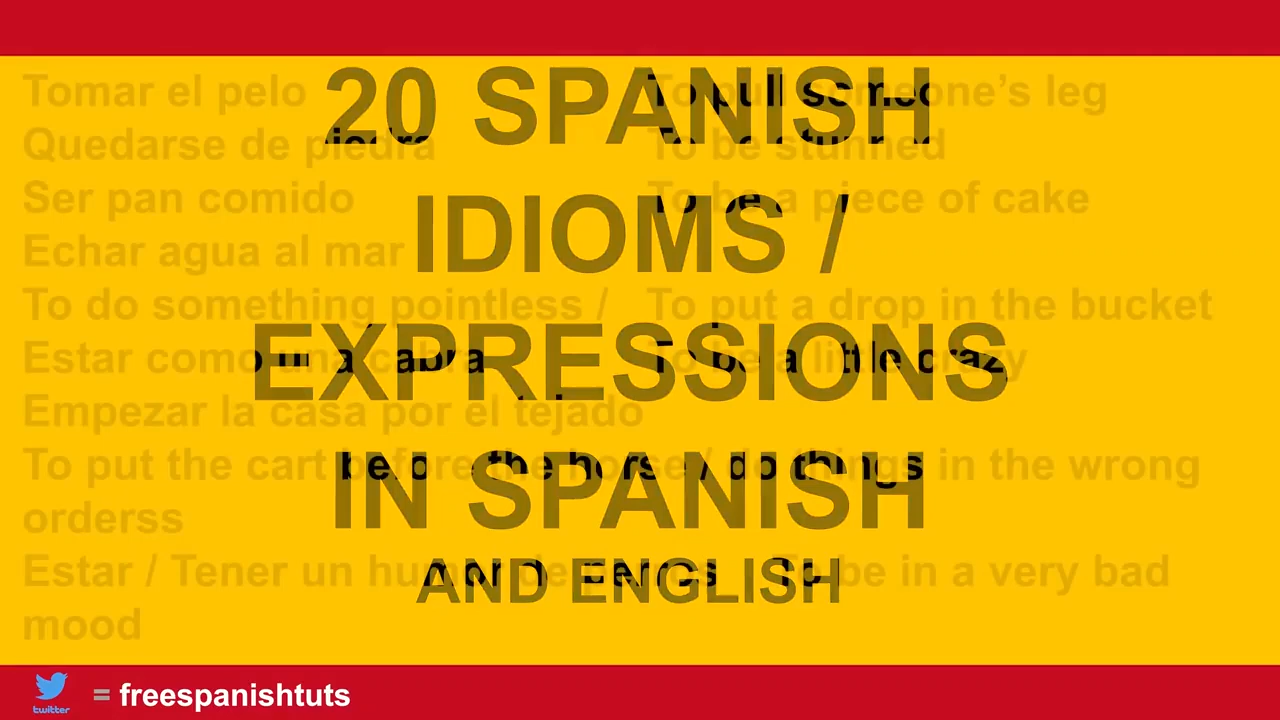 20 SPANISH
IDIOMS /
EXPRESSIONS
IN SPANISH
AND ENGLISH
Tomar el pelo To pull someone’s leg
Quedarse de piedra To be stunned
Ser pan comido To be a piece of cake
Echar agua al mar
To do something pointless / To put a drop in the bucket
Estar como una cabra To be a little crazy
Empezar la casa por el tejado
To put the cart before the horse / do things in the wrong
orderss
Estar / Tener un humor de perros To be in a very bad
mood
twitter = freespanishtuts